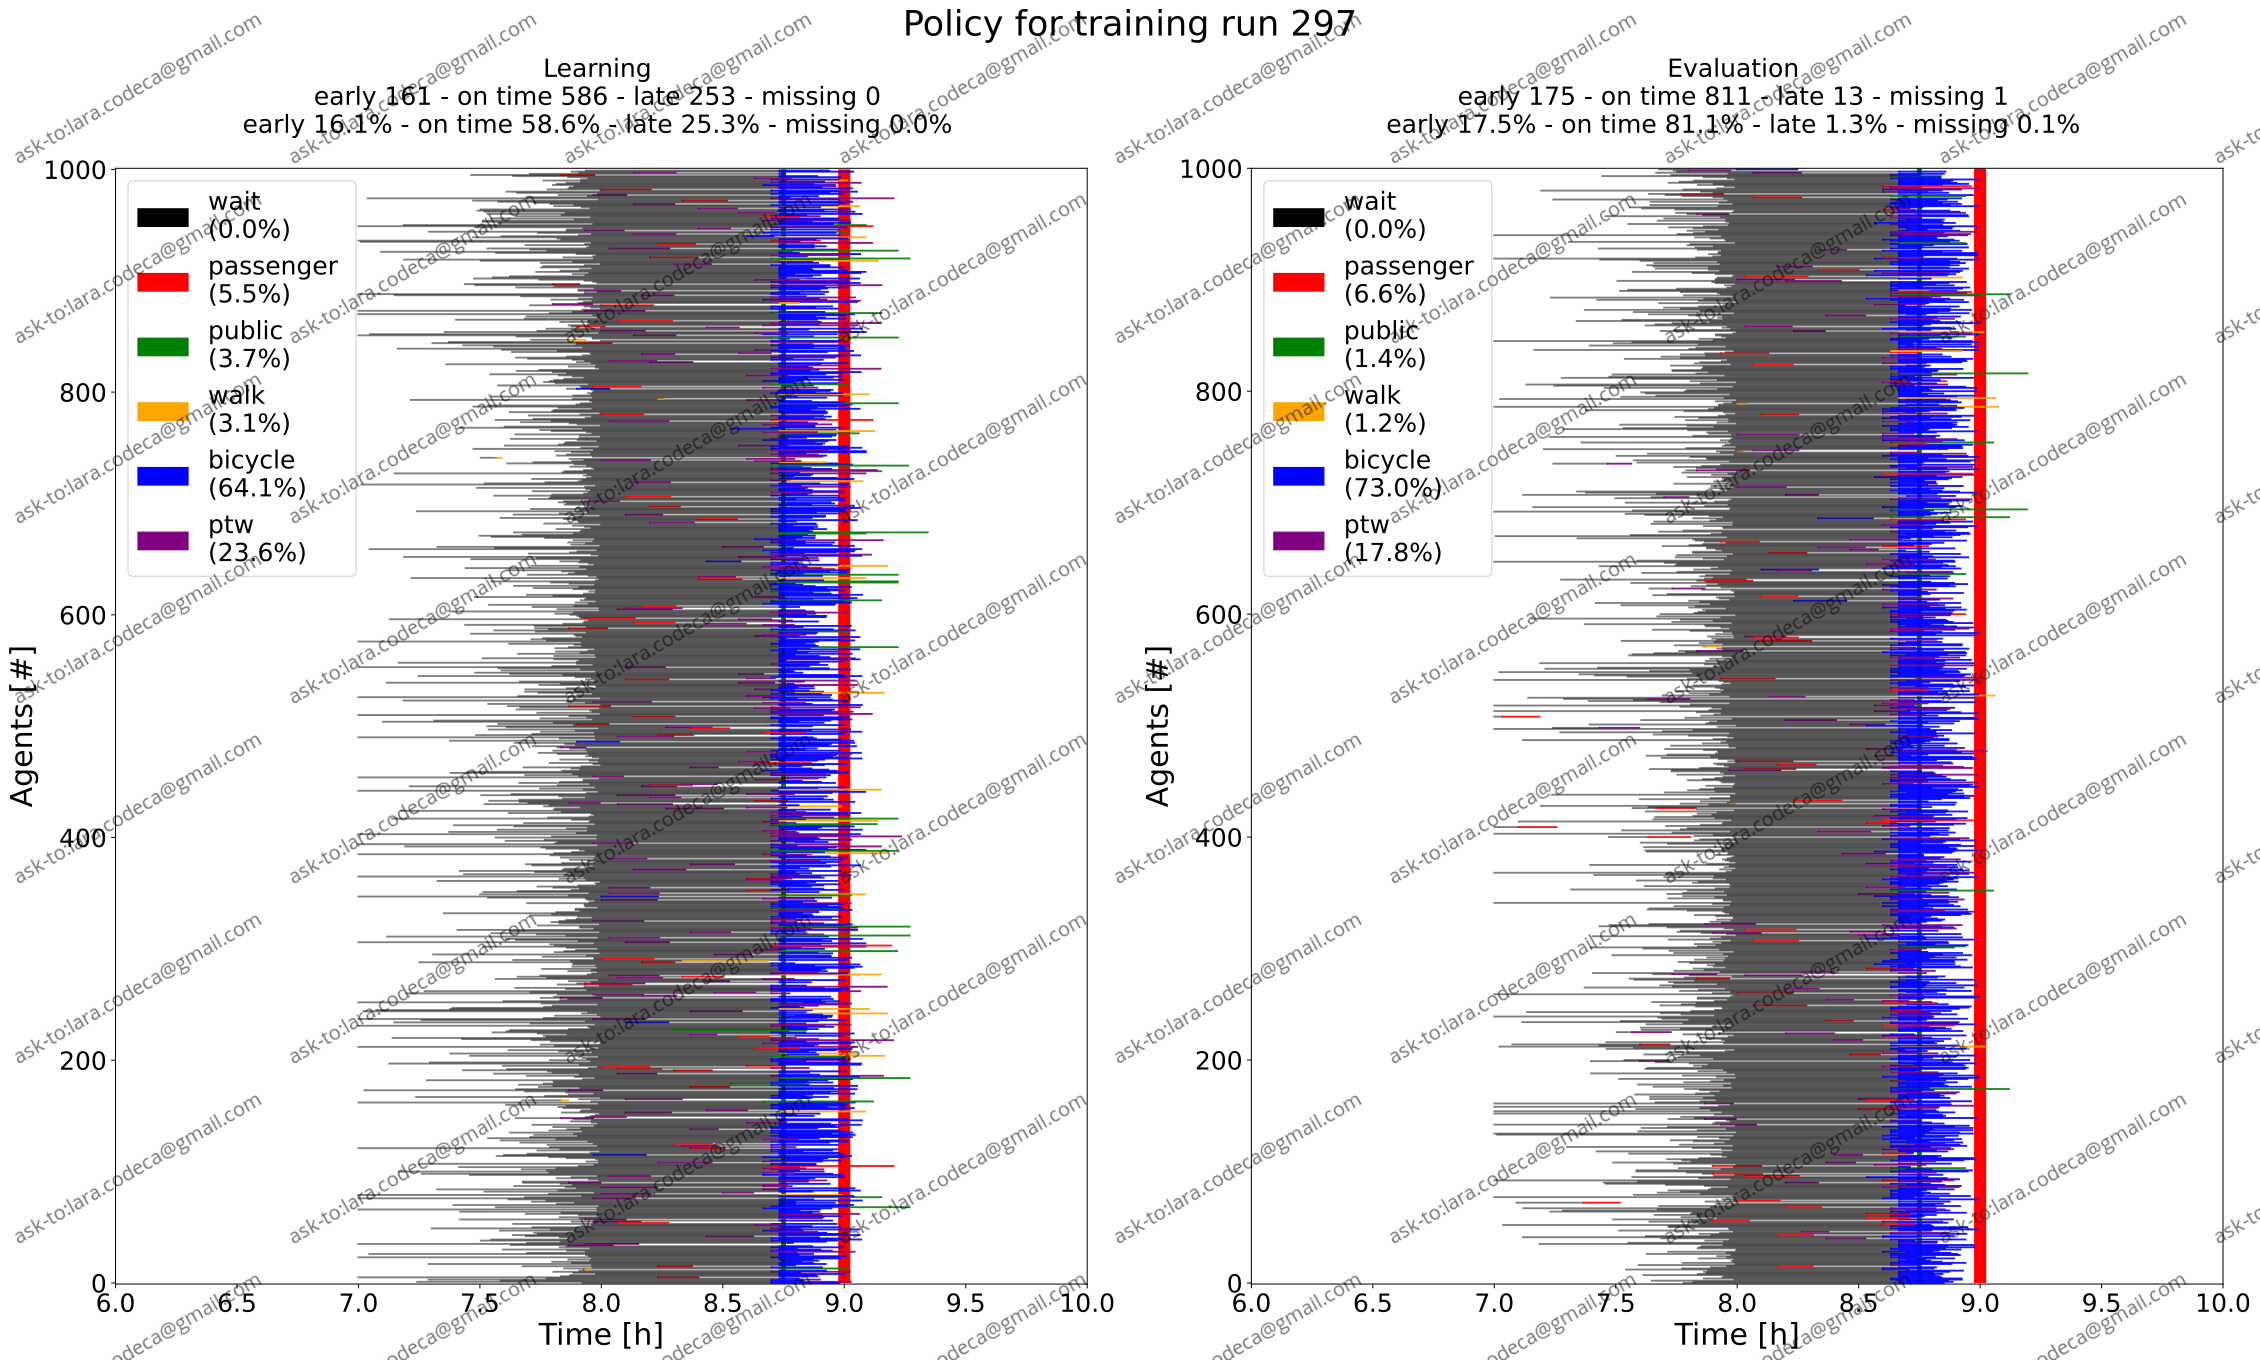 Policy for training run 297
Learning
early 161 - on time 586 - late 253 - missing 0
early 16.1% - on time 58.6% - late 25.3% - missing 0.0%
1000
800
600
400
200
0
Agents [#]
wait
(0.0%)
passenger
(5.5%)
public
(3.7%)
walk
(3.1%)
bicycle
(64.1%)
ptw
(23.6%)
6.0 6.5 7.0 7.5 8.0 8.5 9.0 9.5 10.0
Time [h]
Evaluation
early 175 - on time 811 - late 13 - missing 1
early 17.5% - on time 81.1% - late 1.3% - missing 0.1%
1000
800
600
400
200
0
Agents [#]
wait
(0.0%)
passenger
(6.6%)
public
(1.4%)
walk
(1.2%)
bicycle
(73.0%)
ptw
(17.8%)
6.0 6.5 7.0 7.5 8.0 8.5 9.0 9.5 10.0
Time [h]
ask-to:lara.codeca@gmail.com